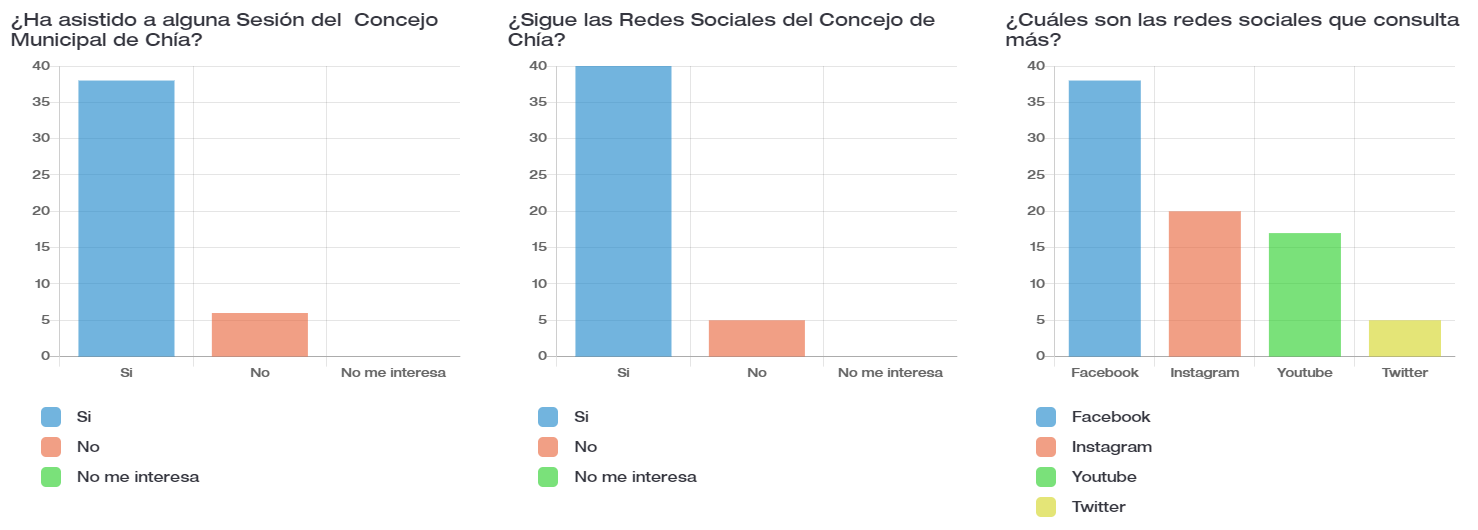 ¿Ha asistido a alguna Sesión del  Concejo
Municipal de Chía?
40
35
30
25
20
15
10
5
0
Si No No me interesa
Si
No
No me interesa
¿Sigue las Redes Sociales del Concejo de
Chía?
40
35
30
25
20
15
10
5
0
Si No No me interesa
Si
No
No me interesa
¿Cuáles son las redes sociales que consulta
más?
40
35
30
25
20
15
10
5
0
Facebook Instagram Youtube Twitter
Facebook
Instagram
Youtube
Twitter